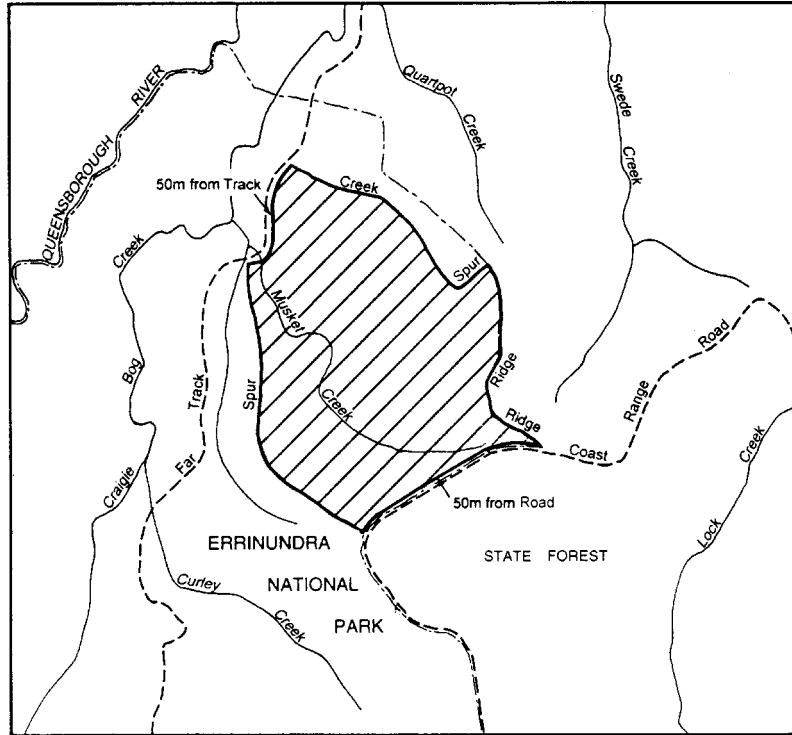 QUEENSBOROUGH RIVER
Quartpot Creek
Swede Creek
50m from Track
Creek
Spur
Creek
Bog
Craigie
Musket
Creek
Ridge
Ridge
Spur
Far Track
Coast Range Road
50m from Road
Lock Creek
ERRINUNDRA
NATIONAL
PARK
STATE FOREST
Curley Creek